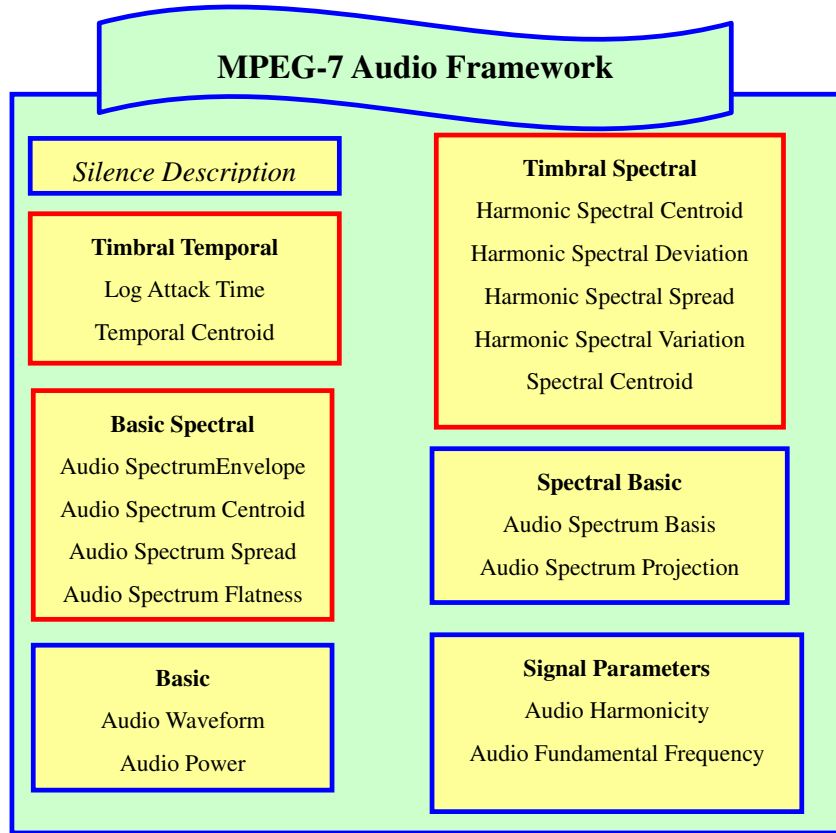 MPEG-7 Audio Framework
Silence Description
Timbral Temporal
Log Attack Time
Temporal Centroid
Basic Spectral
Audio SpectrumEnvelope
Audio Spectrum Centroid
Audio Spectrum Spread
Audio Spectrum Flatness
Basic
Audio Waveform
Audio Power
Timbral Spectral
Harmonic Spectral Centroid
Harmonic Spectral Deviation
Harmonic Spectral Spread
Harmonic Spectral Variation
Spectral Centroid
Spectral Basic
Audio Spectrum Basis
Audio Spectrum Projection
Signal Parameters
Audio Harmonicity
Audio Fundamental Frequency